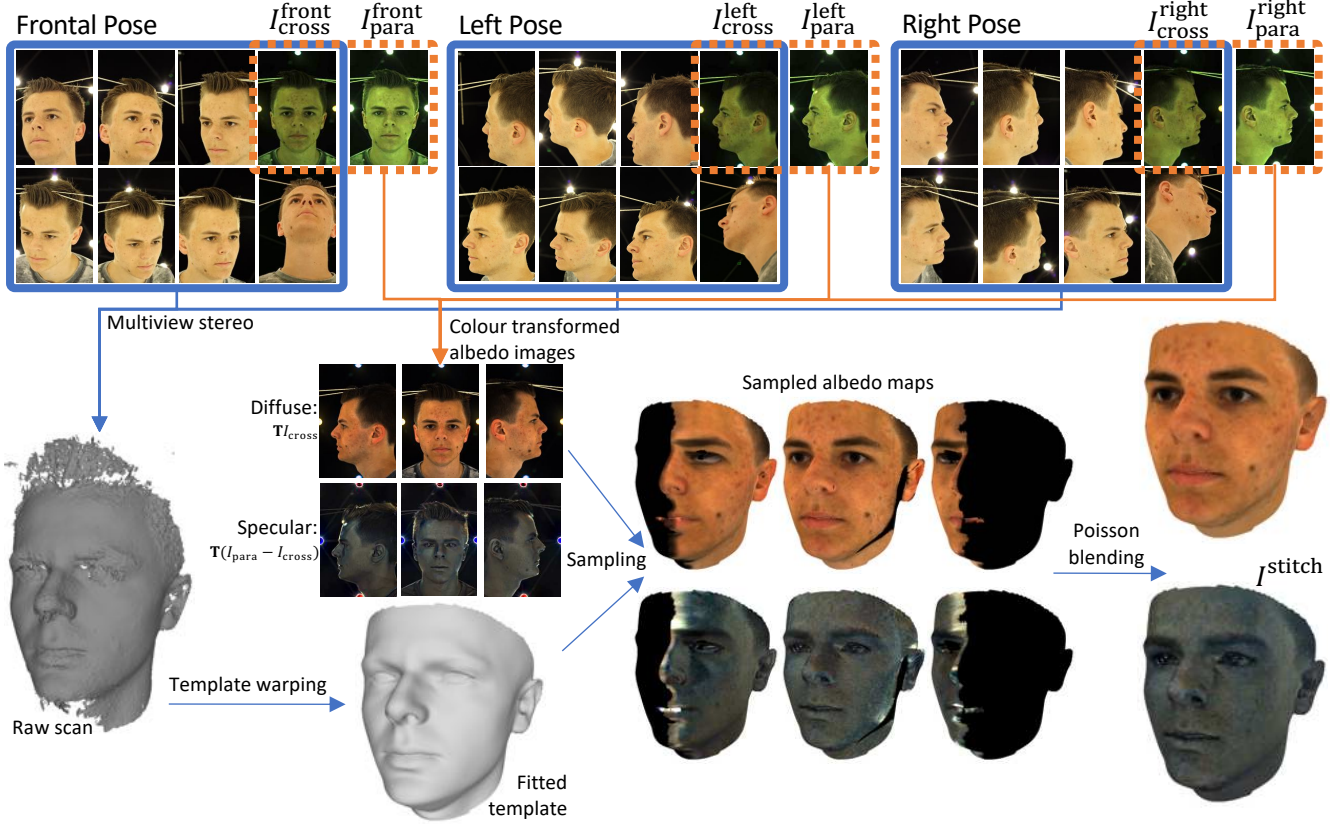 Frontal Pose
I^front_cross
I^front_para
Left Pose
I^left_cross
I^left_para
Right Pose
I^right_cross
I^right_para
Multiview stereo
Colour transformed
albedo images
Diffuse:
TI_cross
Specular:
T(I_para − I_cross)
Sampled albedo maps
Sampling
Poisson
blending
I^stitch
Template warping
Raw scan
Fitted
template